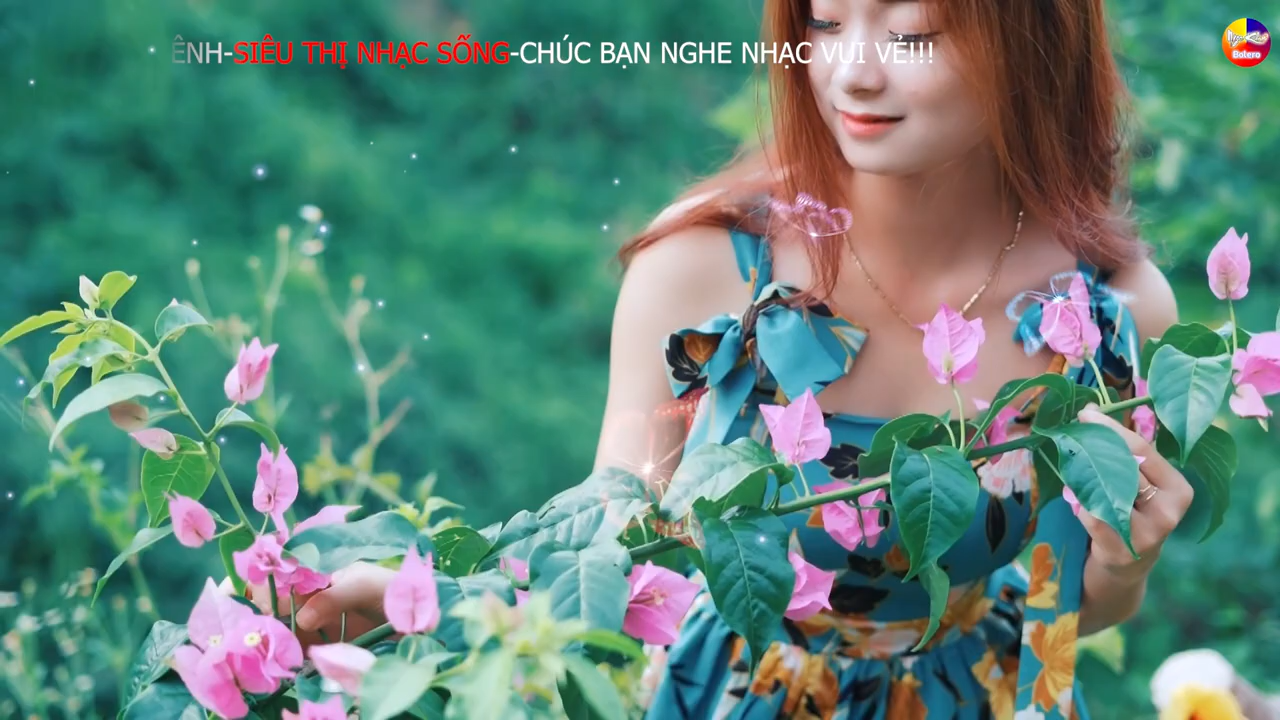 ÊNH-SIÊU THỊ NHẠC SỐNG-CHÚC BẠN NGHE NHẠC VUI VẺ!!!
Bolero